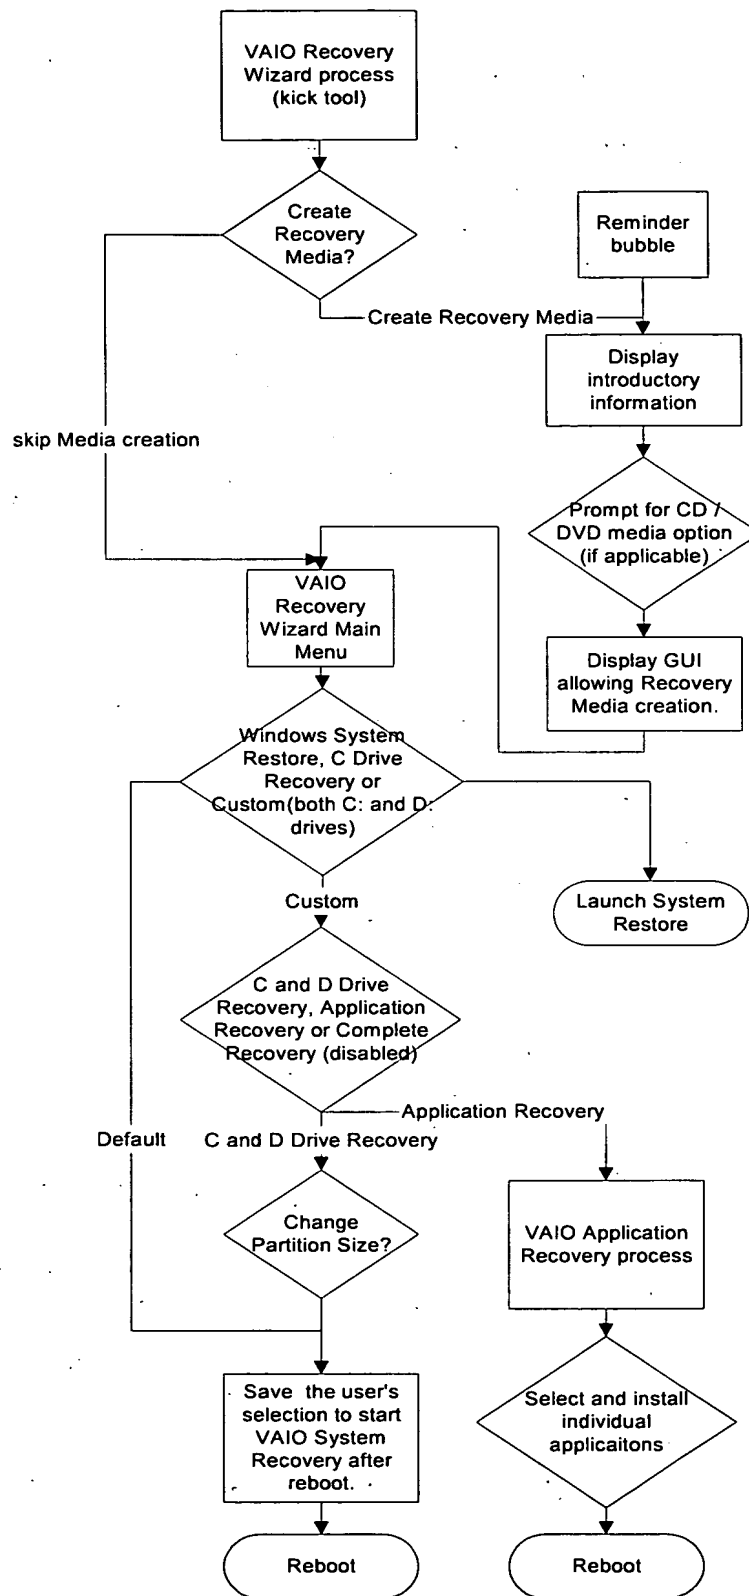 VAIO Recovery
Wizard process
(kick tool)
Create
Recovery
Media?
Reminder
bubble
Create Recovery Media
Display
introductory
information
skip Media creation
Prompt for CD /
DVD media option
(if applicable)
VAIO
Recovery
Wizard Main
Menu
Display GUI
allowing Recovery
Media creation.
Windows System
Restore, C Drive
Recovery or
Custom(both C: and D:
drives)
Launch System
Restore
Custom
C and D Drive
Recovery, Application
Recovery or Complete
Recovery (disabled)
Application Recovery
Default
C and D Drive Recovery
Change
Partition Size?
VAIO Application
Recovery process
Save the user's
selection to start
VAIO System
Recovery after
reboot.
Select and install
individual
applicaitons
Reboot
Reboot